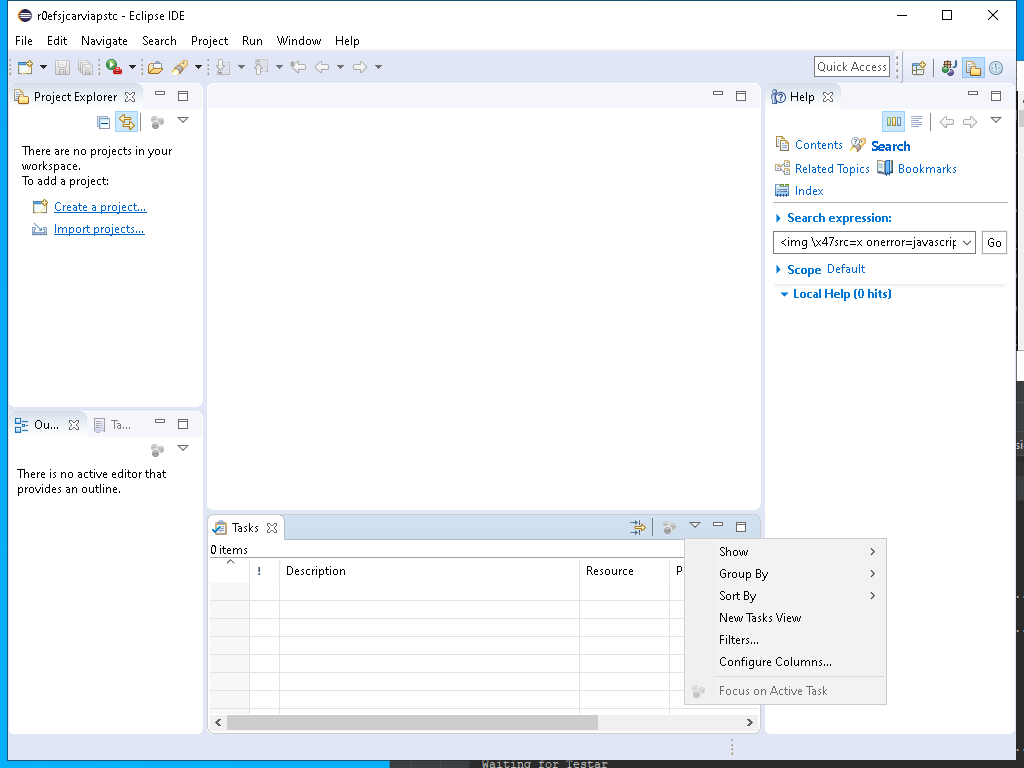 r0efsjcarviapstc - Eclipse IDE
File Edit Navigate Search Project Run Window Help
Quick Access
Project Explorer
There are no projects in your
workspace.
To add a project:
Create a project...
Import projects...
Ou... Ta...
There is no active editor that
provides an outline.
Tasks
0 items
! Description Resource P
Show
Group By
Sort By
New Tasks View
Filters...
Configure Columns...
Focus on Active Task
Help
Contents Search
Related Topics Bookmarks
Index
Search expression:
<img \x47src=x onerror=javascrip Go
Scope Default
Local Help (0 hits)
Waiting for Testar